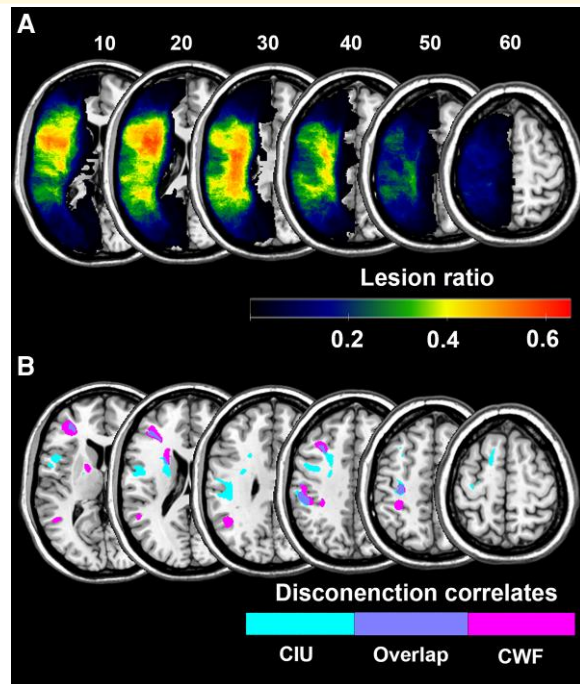 A
10 20 30 40 50 60
Lesion ratio
0.2 0.4 0.6
B
Disconenction correlates
CIU Overlap CWF